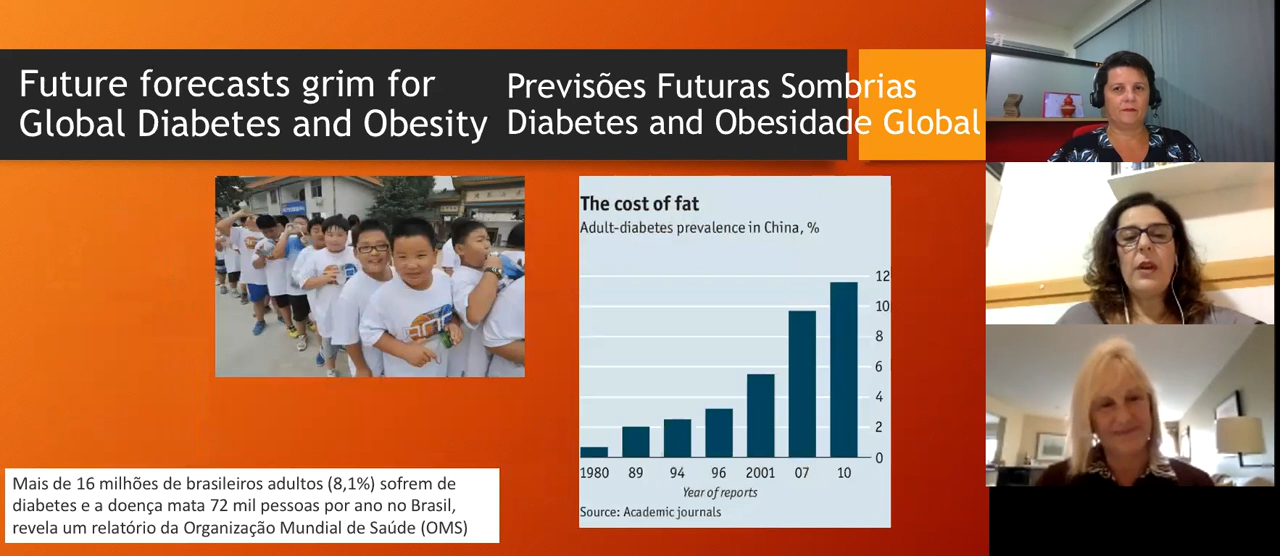 Future forecasts grim for
Global Diabetes and Obesity
Previsões Futuras Sombrias
Diabetes and Obesidade Global
The cost of fat
Adult-diabetes prevalence in China, %
12
10
8
6
4
2
0
1980 89 94 96 2001 07 10
Year of reports
Source: Academic journals
Mais de 16 milhões de brasileiros adultos (8,1%) sofrem de
diabetes e a doença mata 72 mil pessoas por ano no Brasil,
revela um relatório da Organização Mundial de Saúde (OMS)